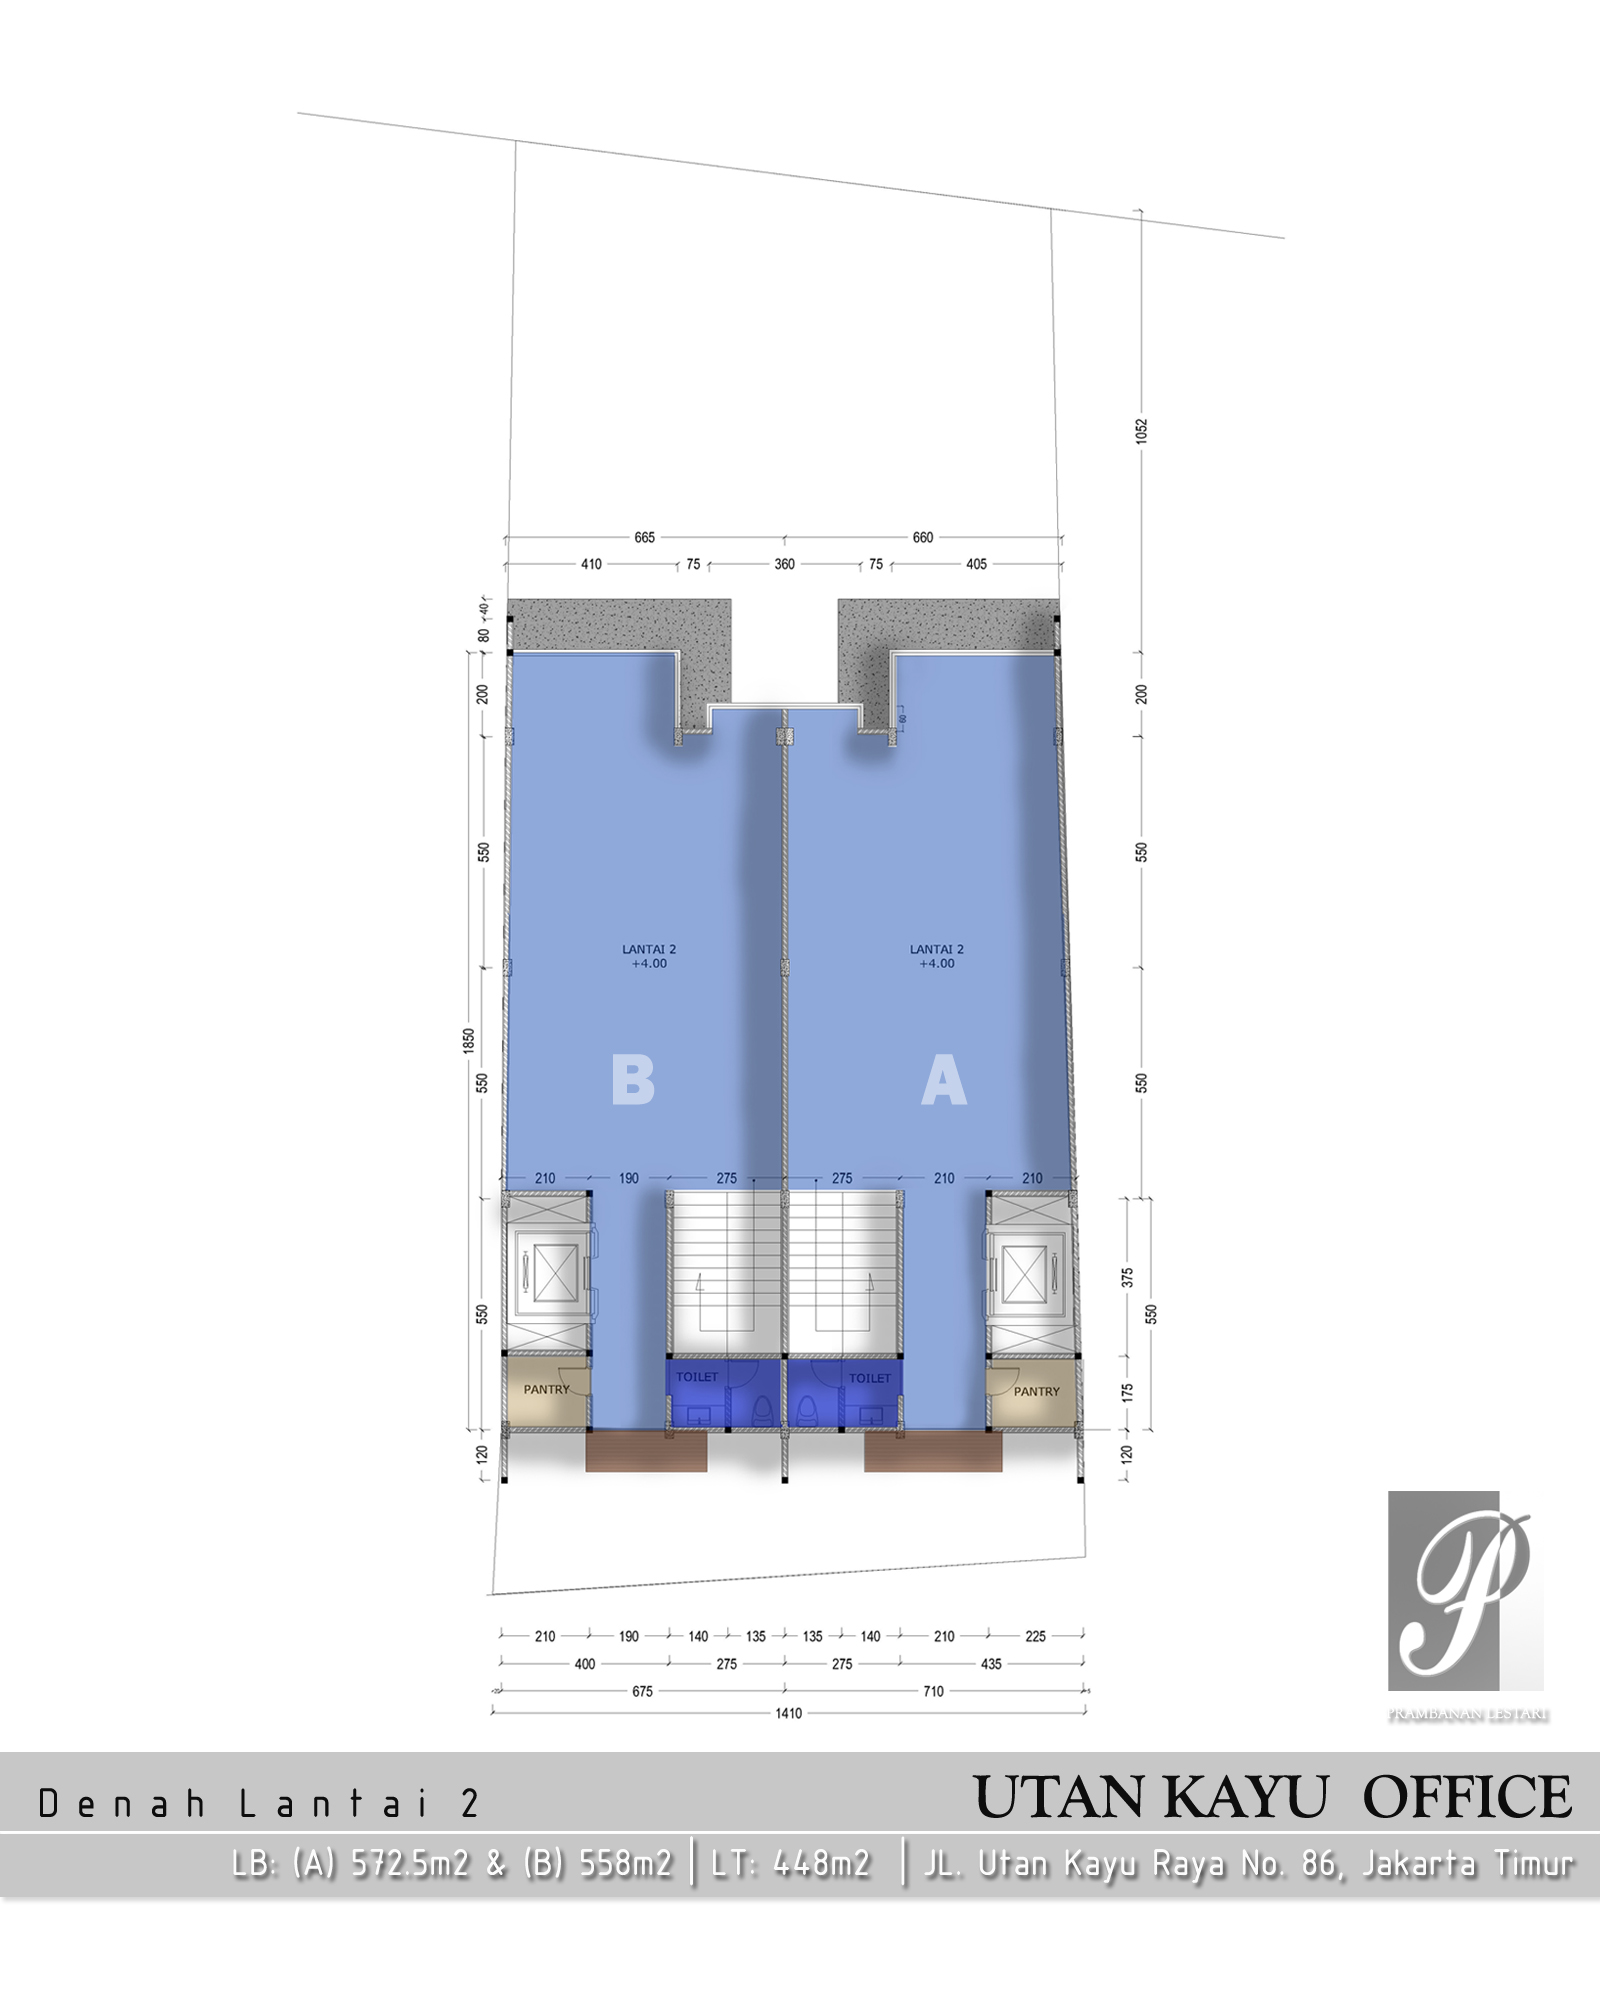 1052
665 660
410 75 360 75 405
40
80
200
200
60
550
550
LANTAI 2
+4.00
LANTAI 2
+4.00
1850
550
550
B
A
210 190 275 275 210 210
375
550
550
PANTRY
TOILET
TOILET
PANTRY
175
120
120
210 190 140 135 135 140 210 225
400 275 275 435
675 710
1410
P
PRAMBANAN LESTARI
Denah Lantai 2
UTAN KAYU OFFICE
LB: (A) 572.5m2 & (B) 558m2 | LT: 448m2 | JL. Utan Kayu Raya No. 86, Jakarta Timur